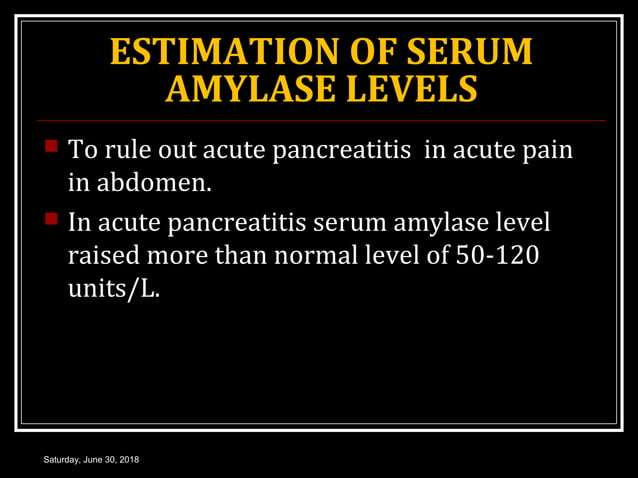 ESTIMATION OF SERUM
AMYLASE LEVELS
To rule out acute pancreatitis  in acute pain
in abdomen.
In acute pancreatitis serum amylase level
raised more than normal level of 50-120
units/L.
Saturday, June 30, 2018